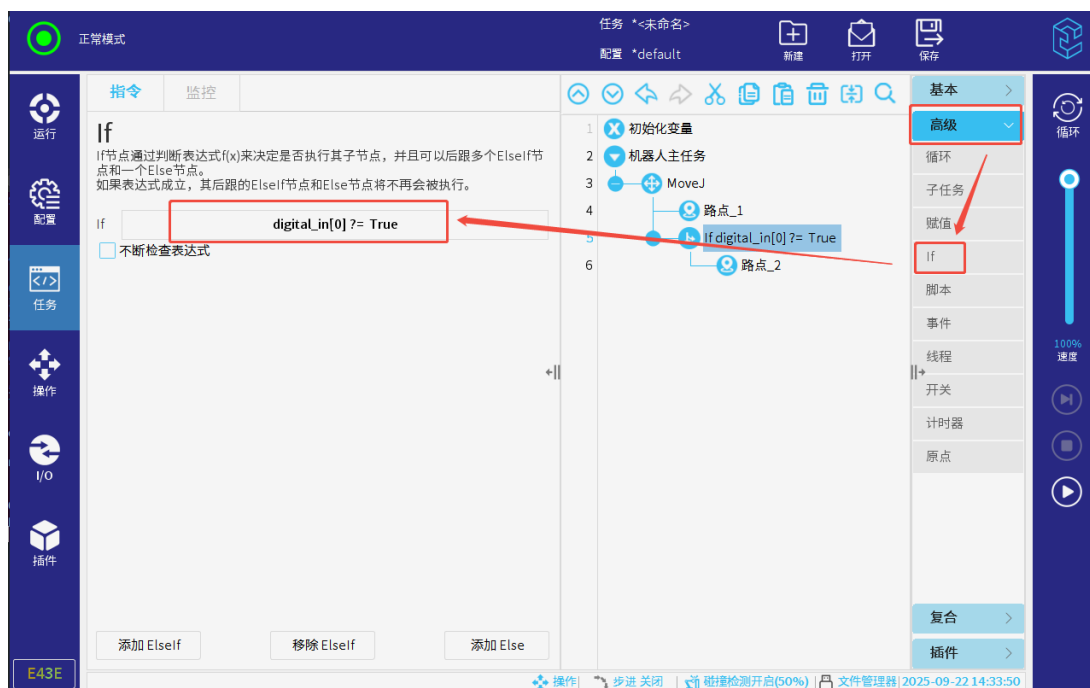 正常模式
任务 *<未命名>
配置 *default
新建
打开
保存
运行
配置
任务
操作
I/O
插件
E43E
指令
监控
If
If节点通过判断表达式f(x)来决定是否执行其子节点，并且可以后跟多个ElseIf节
点和一个Else节点。
如果表达式成立，其后跟的ElseIf节点和Else节点将不再会被执行。
If
digital_in[0] ?= True
不断检查表达式
添加 ElseIf
移除 ElseIf
添加 Else
1 初始化变量
2 机器人主任务
3 MoveJ
4 路点_1
5 If digital_in[0] ?= True
6 路点_2
基本
高级
循环
子任务
赋值
If
脚本
事件
线程
开关
计时器
原点
复合
插件
循环
100%
速度
操作| 步进 关闭 | 碰撞检测开启(50%) | 文件管理器| 2025-09-22 14:33:50